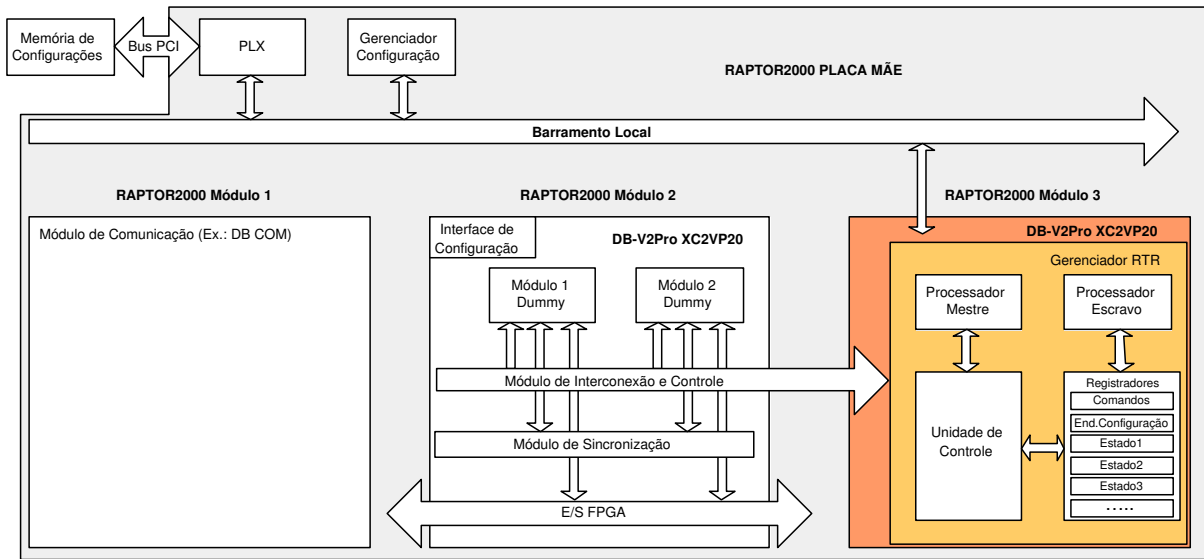 Memória de
Configurações
Bus PCI
PLX
Gerenciador
Configuração
RAPTOR2000 PLACA MÃE
Barramento Local
RAPTOR2000 Módulo 1
RAPTOR2000 Módulo 2
RAPTOR2000 Módulo 3
Módulo de Comunicação (Ex.: DB COM)
Interface de
Configuração
DB-V2Pro XC2VP20
Módulo 1
Dummy
Módulo 2
Dummy
Módulo de Interconexão e Controle
Módulo de Sincronização
E/S FPGA
DB-V2Pro XC2VP20
Gerenciador RTR
Processador
Mestre
Processador
Escravo
Unidade de
Controle
Registradores
Comandos
End.Configuração
Estado1
Estado2
Estado3
.....